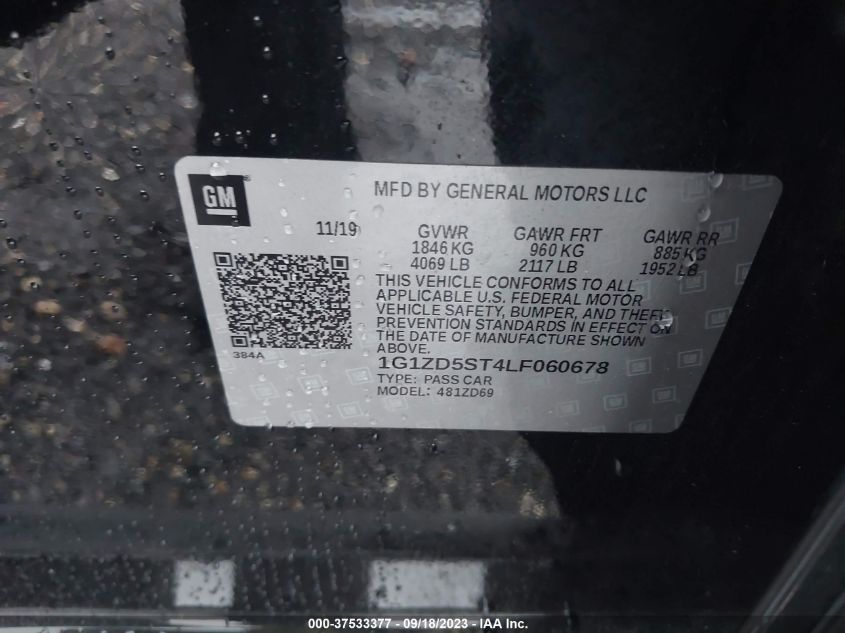 GM
MFD BY GENERAL MOTORS LLC
11/19 GVWR GAWR FRT GAWR RR
1846 KG 960 KG 885 KG
4069 LB 2117 LB 1952 LB
THIS VEHICLE CONFORMS TO ALL
APPLICABLE U.S. FEDERAL MOTOR
VEHICLE SAFETY, BUMPER, AND THEFT
PREVENTION STANDARDS IN EFFECT ON
THE DATE OF MANUFACTURE SHOWN
ABOVE.
384A
1G1ZD5ST4LF060678
TYPE: PASS CAR
MODEL: 481ZD69
000-37533377 - 09/18/2023 - IAA Inc.